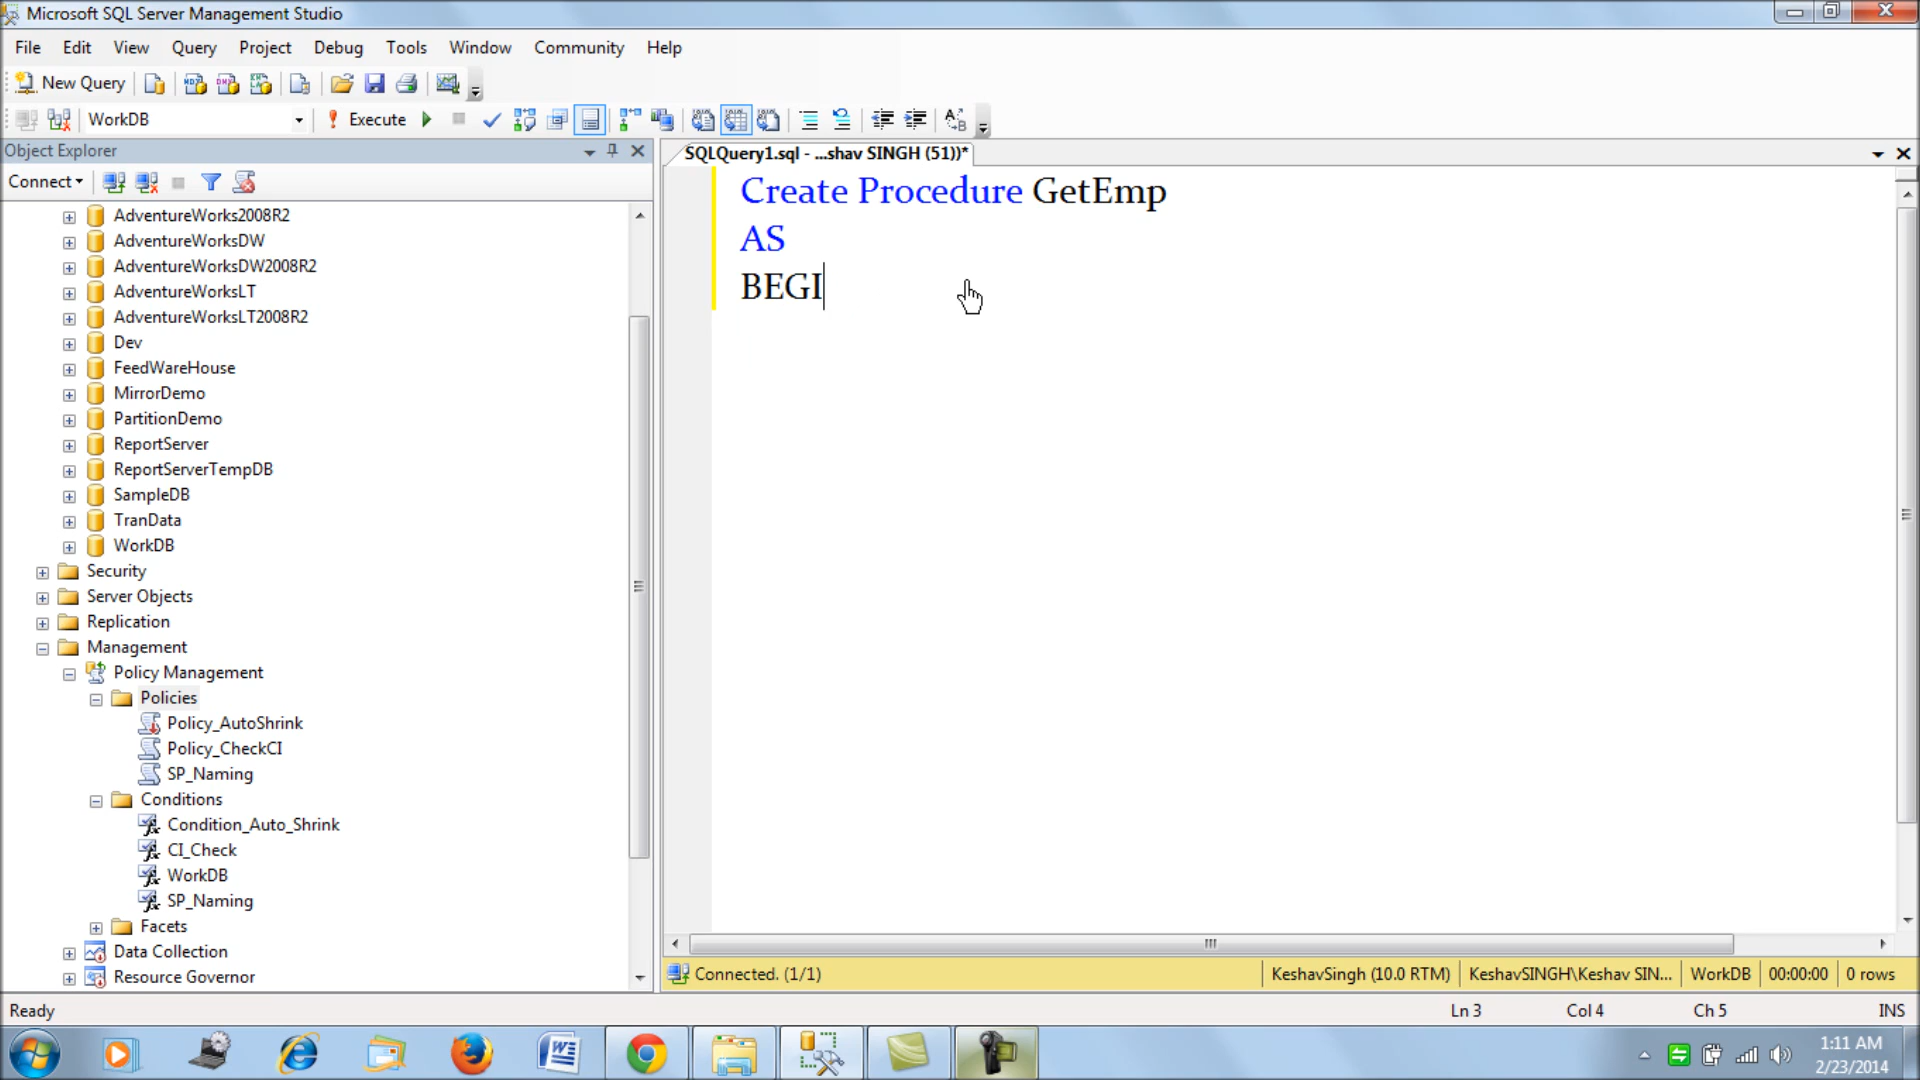 Microsoft SQL Server Management Studio
File Edit View Query Project Debug Tools Window Community Help
New Query
WorkDB Execute
Object Explorer
SQLQuery1.sql - ...shav SINGH (51))*
Connect
Create Procedure GetEmp
AS
BEGI
AdventureWorks2008R2
AdventureWorksDW
AdventureWorksDW2008R2
AdventureWorksLT
AdventureWorksLT2008R2
Dev
FeedWareHouse
MirrorDemo
PartitionDemo
ReportServer
ReportServerTempDB
SampleDB
TranData
WorkDB
Security
Server Objects
Replication
Management
Policy Management
Policies
Policy_AutoShrink
Policy_CheckCI
SP_Naming
Conditions
Condition_Auto_Shrink
CI_Check
WorkDB
SP_Naming
Facets
Data Collection
Resource Governor
Connected. (1/1) KeshavSingh (10.0 RTM) KeshavSINGH\Keshav SIN... WorkDB 00:00:00 0 rows
Ready Ln 3 Col 4 Ch 5 INS
1:11 AM
2/23/2014